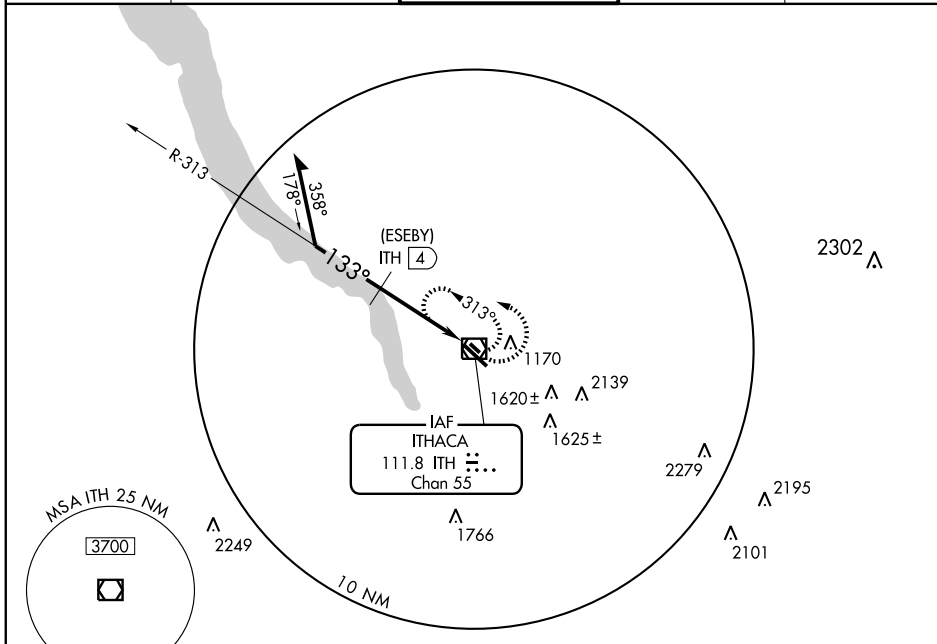 R-313
358°
178°
(ESEBY)
ITH 4
133°
2302
313°
1170
1620 ±
2139
1625 ±
IAF
ITHACA
111.8 ITH
Chan 55
2279
2195
MSA ITH 25 NM
3700
2249
1766
2101
10 NM